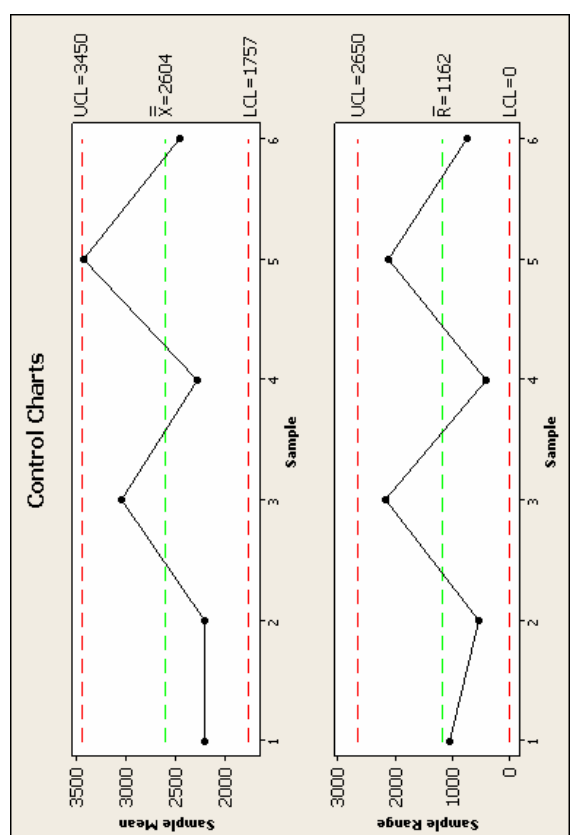 Control Charts
Sample Mean
3500
3000
2500
2000
UCL=3450
X̿=2604
LCL=1757
1 2 3 4 5 6
Sample
Sample Range
3000
2000
1000
0
UCL=2650
R̅=1162
LCL=0
1 2 3 4 5 6
Sample